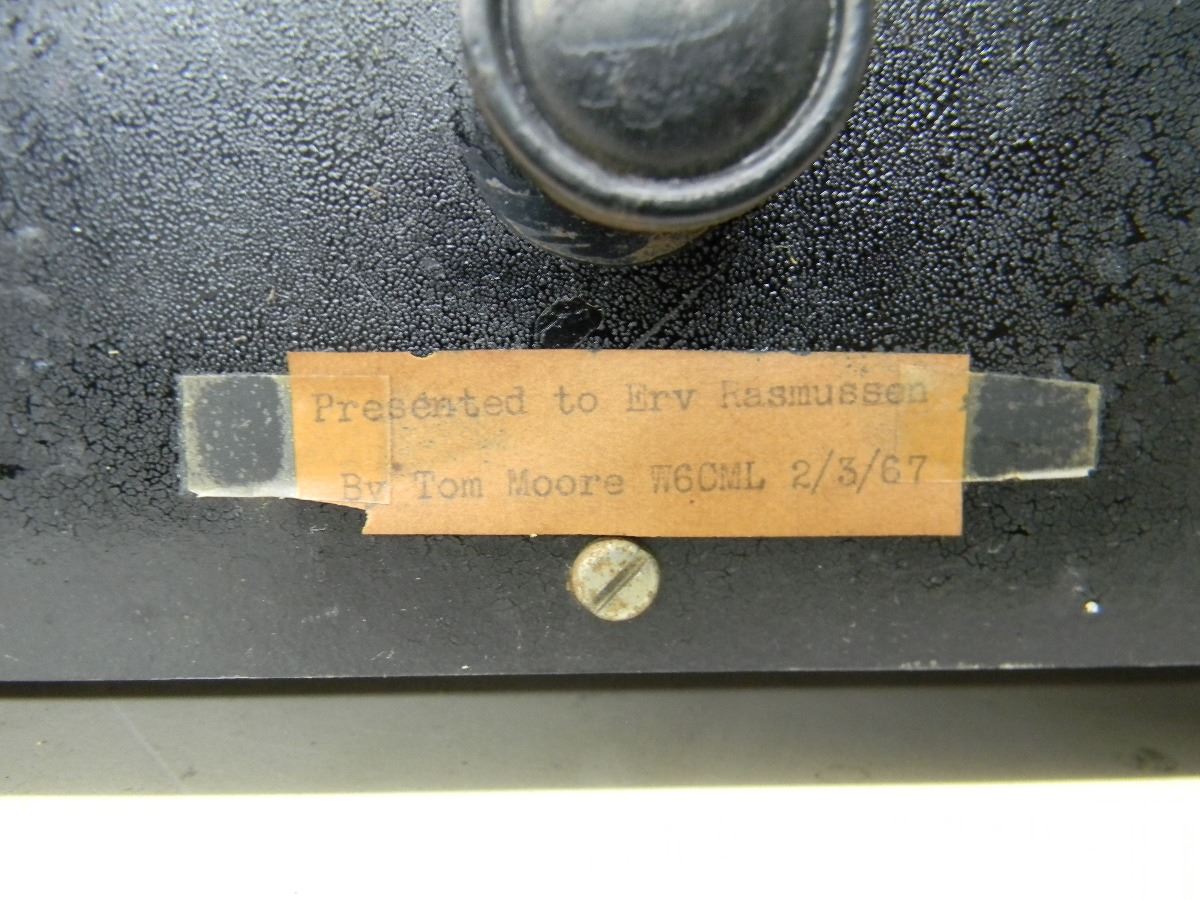 Presented to Erv Rasmussen
By Tom Moore W6CML 2/3/67